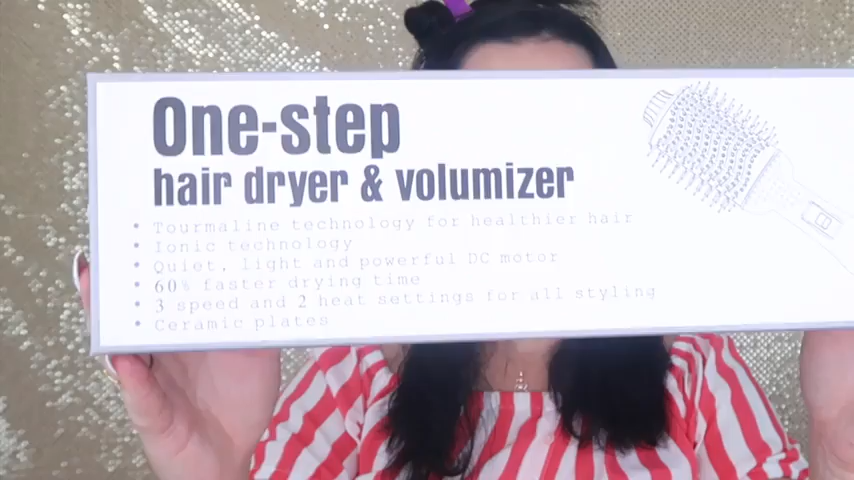 One-step
hair dryer & volumizer
• Tourmaline technology for healthier hair
• Ionic technology
• Quiet, light and powerful DC motor
• 60% faster drying time
• 3 speed and 2 heat settings for all styling
• Ceramic plates